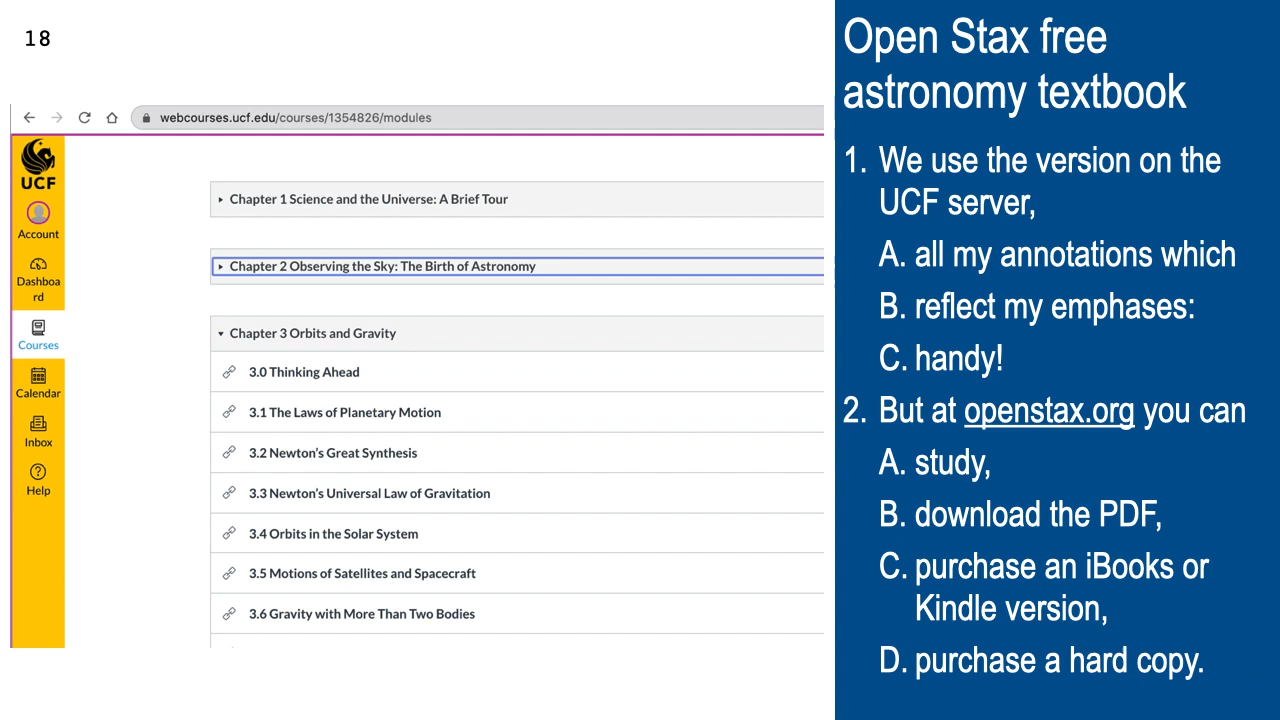 18
webcourses.ucf.edu/courses/1354826/modules
UCF
Account
Dashboa
rd
Courses
Calendar
Inbox
Help
Chapter 1 Science and the Universe: A Brief Tour
Chapter 2 Observing the Sky: The Birth of Astronomy
Chapter 3 Orbits and Gravity
3.0 Thinking Ahead
3.1 The Laws of Planetary Motion
3.2 Newton's Great Synthesis
3.3 Newton's Universal Law of Gravitation
3.4 Orbits in the Solar System
3.5 Motions of Satellites and Spacecraft
3.6 Gravity with More Than Two Bodies
Open Stax free
astronomy textbook
1. We use the version on the
UCF server,
A. all my annotations which
B. reflect my emphases:
C. handy!
2. But at openstax.org you can
A. study,
B. download the PDF,
C. purchase an iBooks or
Kindle version,
D. purchase a hard copy.